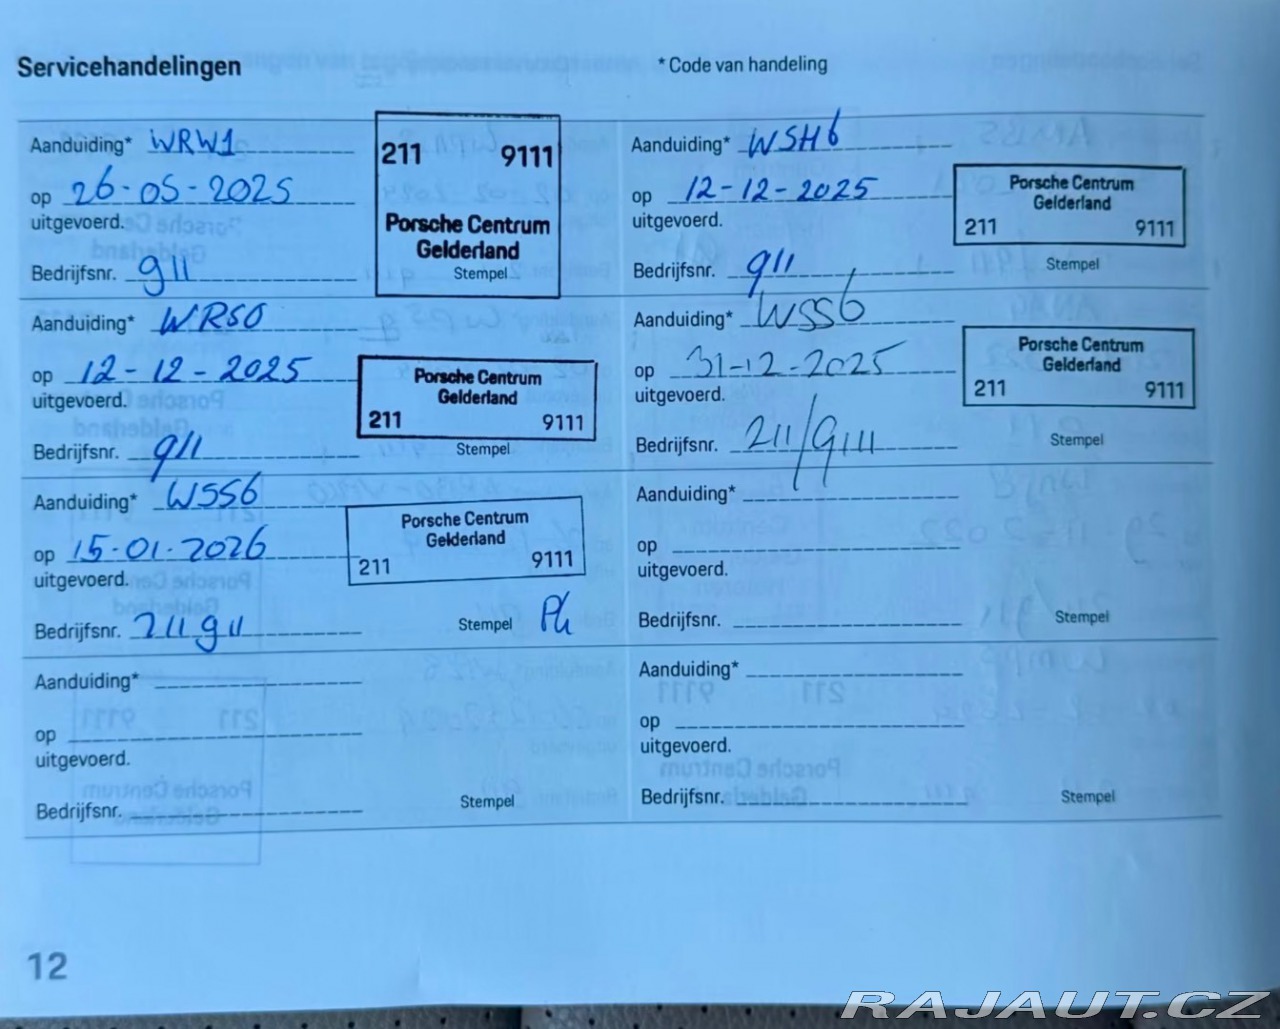 Servicehandelingen
* Code van handeling
Aanduiding* WRW1
op 26-05-2025
uitgevoerd.
Bedrijfsnr. 911
211 9111
Porsche Centrum
Gelderland
Stempel
Aanduiding* WSH6
op 12-12-2025
uitgevoerd.
Bedrijfsnr. 911
Porsche Centrum
Gelderland
211 9111
Stempel
Aanduiding* WRS0
op 12-12-2025
uitgevoerd.
Bedrijfsnr. 911
Porsche Centrum
Gelderland
211 9111
Stempel
Aanduiding* WSS6
op 31-12-2025
uitgevoerd.
Bedrijfsnr. 211/9111
Porsche Centrum
Gelderland
211 9111
Stempel
Aanduiding* WSS6
op 15-01-2026
uitgevoerd.
Bedrijfsnr. 211911
Porsche Centrum
Gelderland
211 9111
Stempel
Aanduiding*
op
uitgevoerd.
Bedrijfsnr.
Stempel
Aanduiding*
op
uitgevoerd.
Bedrijfsnr.
Stempel
Aanduiding*
op
uitgevoerd.
Bedrijfsnr.
Stempel
12
RAJAUT.CZ